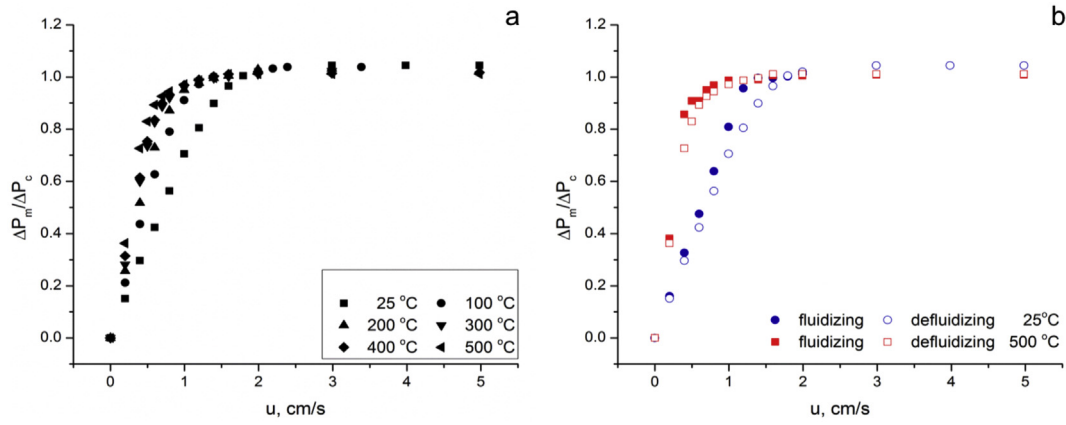 a
1.2
1.0
0.8
0.6
0.4
0.2
0.0
ΔPm/ΔPc
25 °C 100 °C
200 °C 300 °C
400 °C 500 °C
0 1 2 3 4 5
u, cm/s
b
1.2
1.0
0.8
0.6
0.4
0.2
0.0
ΔPm/ΔPc
fluidizing defluidizing 25°C
fluidizing defluidizing 500 °C
0 1 2 3 4 5
u, cm/s